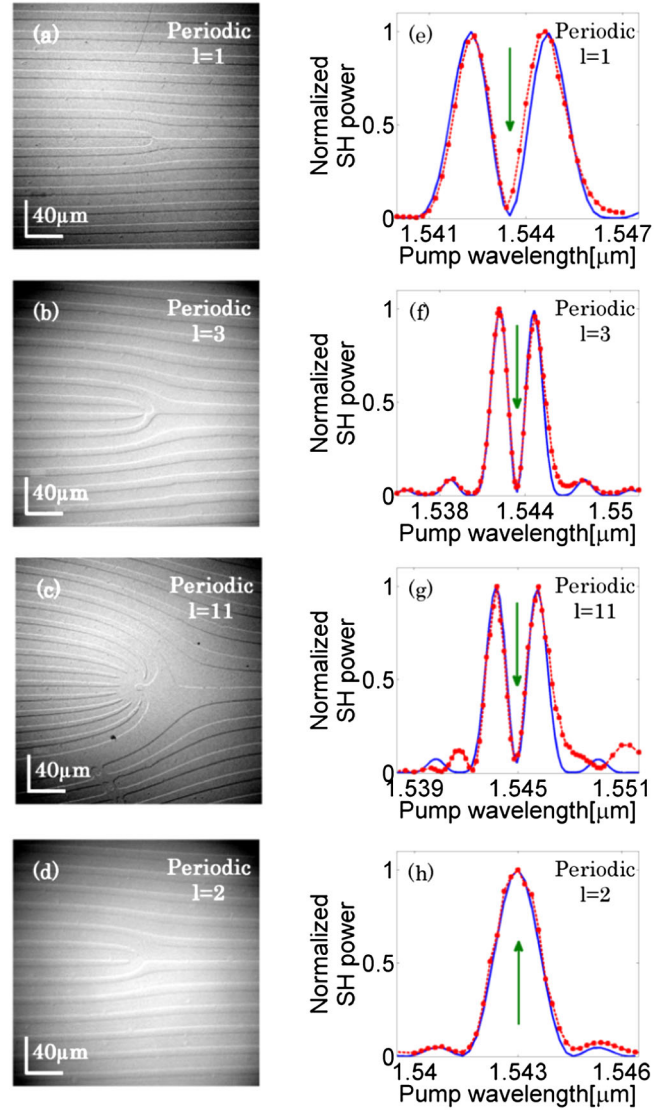 (a) Periodic
l=1
40μm
(e) Periodic
l=1
Normalized
SH power
1
0.5
0
1.541 1.544 1.547
Pump wavelength[μm]
(b) Periodic
l=3
40μm
(f) Periodic
l=3
Normalized
SH power
1
0.5
0
1.538 1.544 1.55
Pump wavelength[μm]
(c) Periodic
l=11
40μm
(g) Periodic
l=11
Normalized
SH power
1
0.5
0
1.539 1.545 1.551
Pump wavelength[μm]
(d) Periodic
l=2
40μm
(h) Periodic
l=2
Normalized
SH power
1
0.5
0
1.54 1.543 1.546
Pump wavelength[μm]